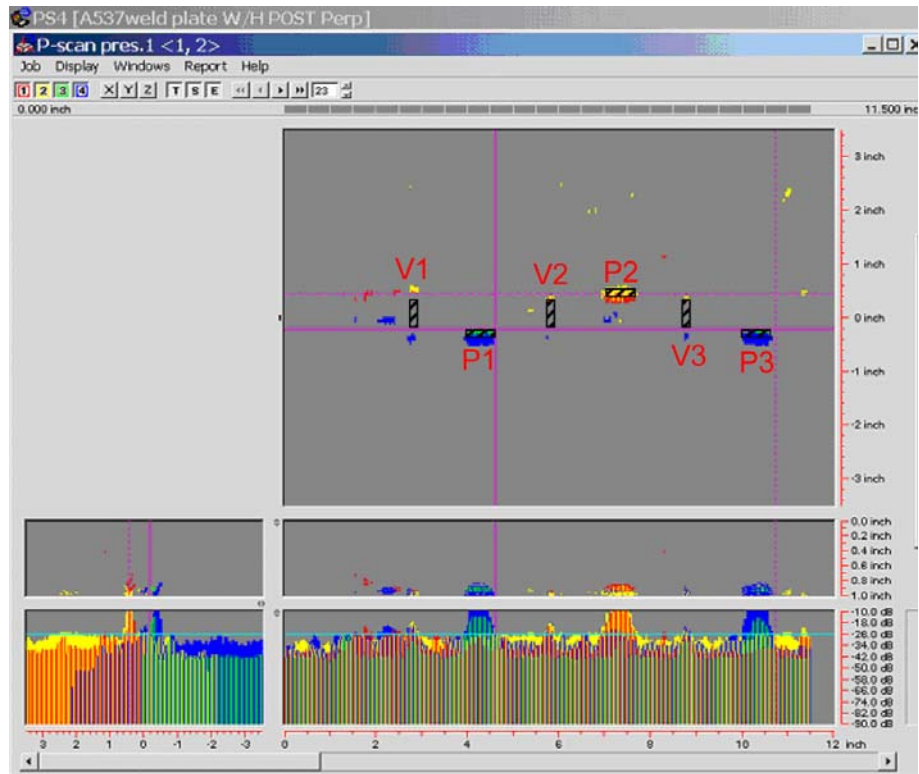 PS4 [A537weld plate W/H POST Perp]
P-scan pres.1 <1, 2>
Job Display Windows Report Help
1 2 3 4 X Y Z T S E 23
0.000 inch 11.500 inc
3 inch
2 inch
1 inch
V1 V2 P2
0 inch
P1 V3 P3
-1 inch
-2 inch
-3 inch
0.0 inch
0.2 inch
0.4 inch
0.6 inch
0.8 inch
1.0 inch
-10.0 dB
-18.0 dB
-26.0 dB
-34.0 dB
-42.0 dB
-50.0 dB
-58.0 dB
-66.0 dB
-74.0 dB
-82.0 dB
-90.0 dB
3 2 1 0 -1 -2 -3 0 2 4 6 8 10 12 inch